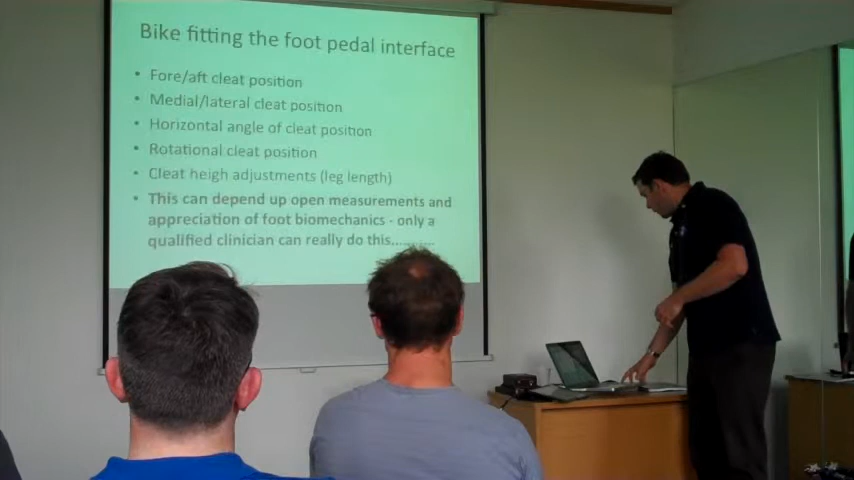 Bike fitting the foot pedal interface
• Fore/aft cleat position
• Medial/lateral cleat position
• Horizontal angle of cleat position
• Rotational cleat position
• Cleat heigh adjustments (leg length)
• This can depend up open measurements and
appreciation of foot biomechanics - only a
qualified clinician can really do this...........